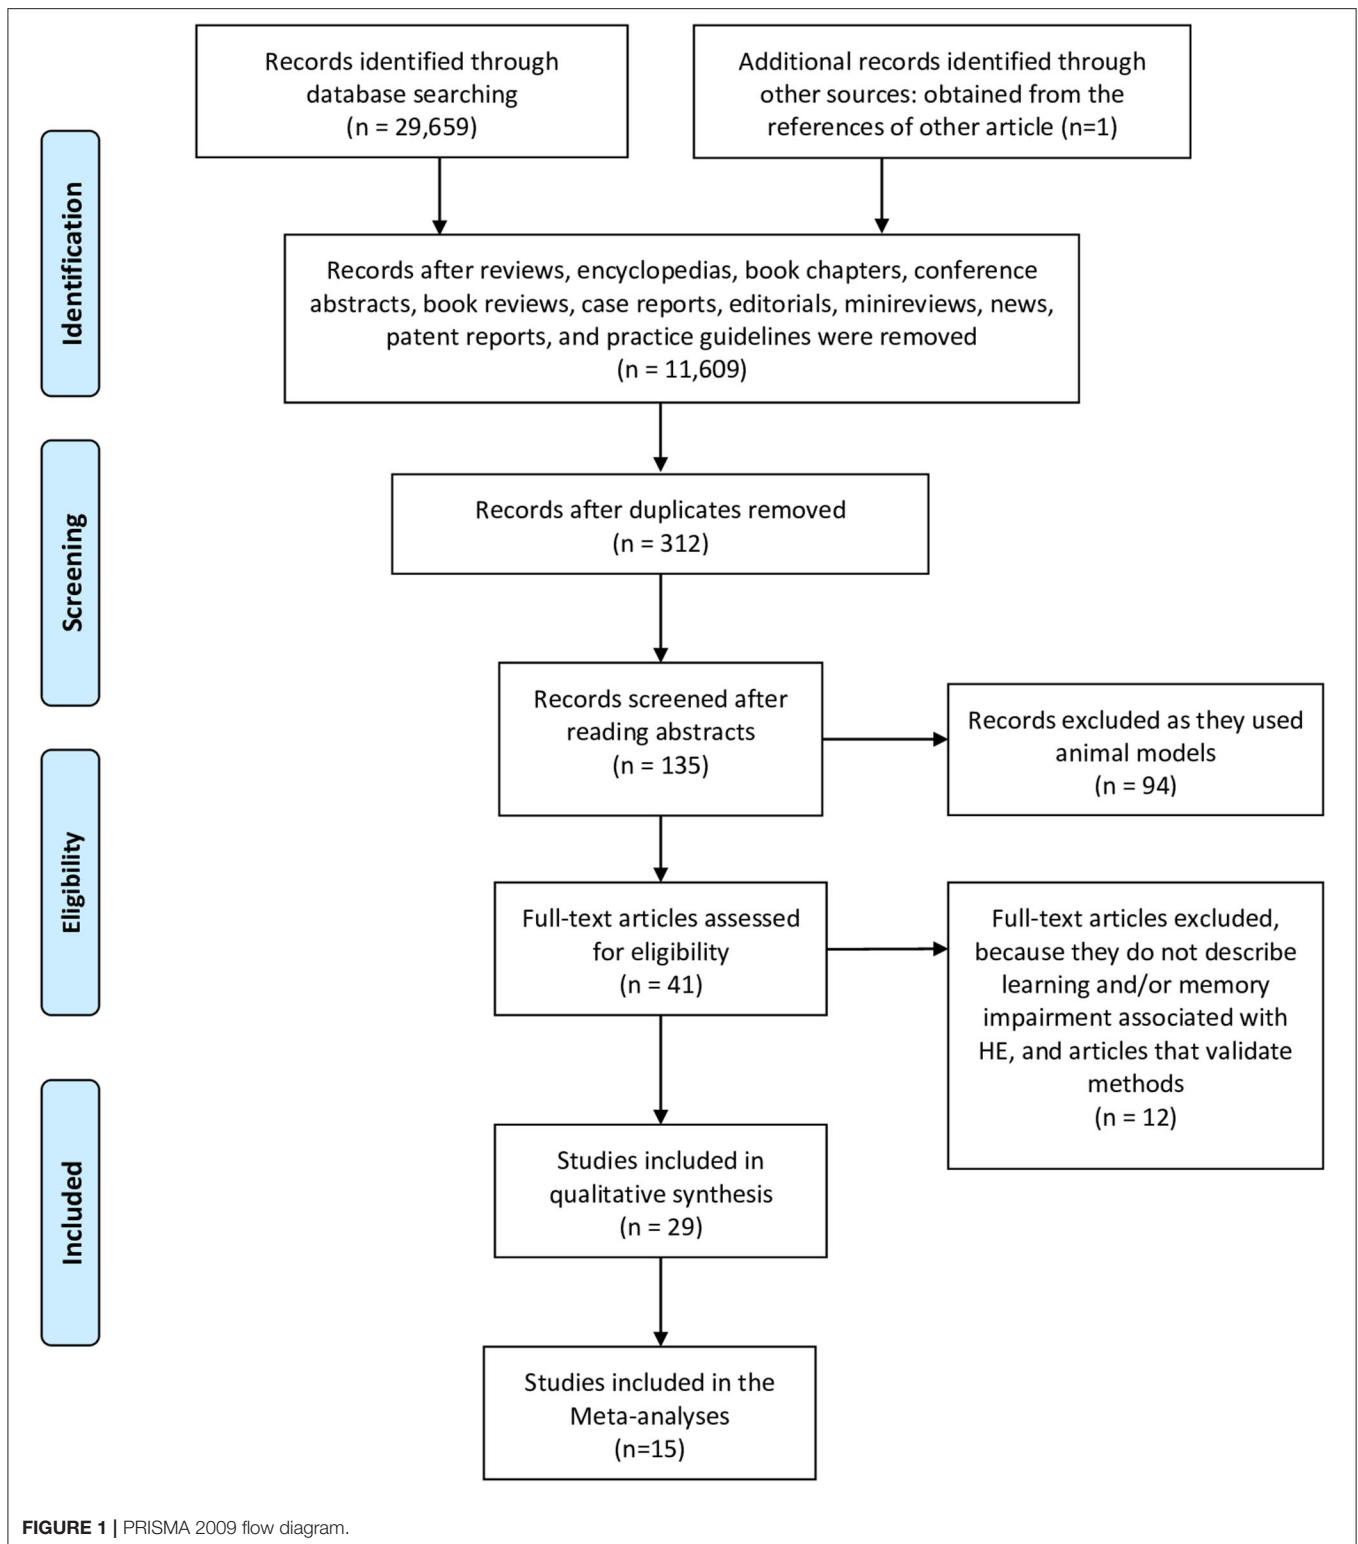 Records identified through
database searching
(n = 29,659)
Additional records identified through
other sources: obtained from the
references of other article (n=1)
Identification
Records after reviews, encyclopedias, book chapters, conference
abstracts, book reviews, case reports, editorials, minireviews, news,
patent reports, and practice guidelines were removed
(n = 11,609)
Screening
Records after duplicates removed
(n = 312)
Records screened after
reading abstracts
(n = 135)
Records excluded as they used
animal models
(n = 94)
Eligibility
Full-text articles assessed
for eligibility
(n = 41)
Full-text articles excluded,
because they do not describe
learning and/or memory
impairment associated with
HE, and articles that validate
methods
(n = 12)
Included
Studies included in
qualitative synthesis
(n = 29)
Studies included in the
Meta-analyses
(n=15)
FIGURE 1 | PRISMA 2009 flow diagram.